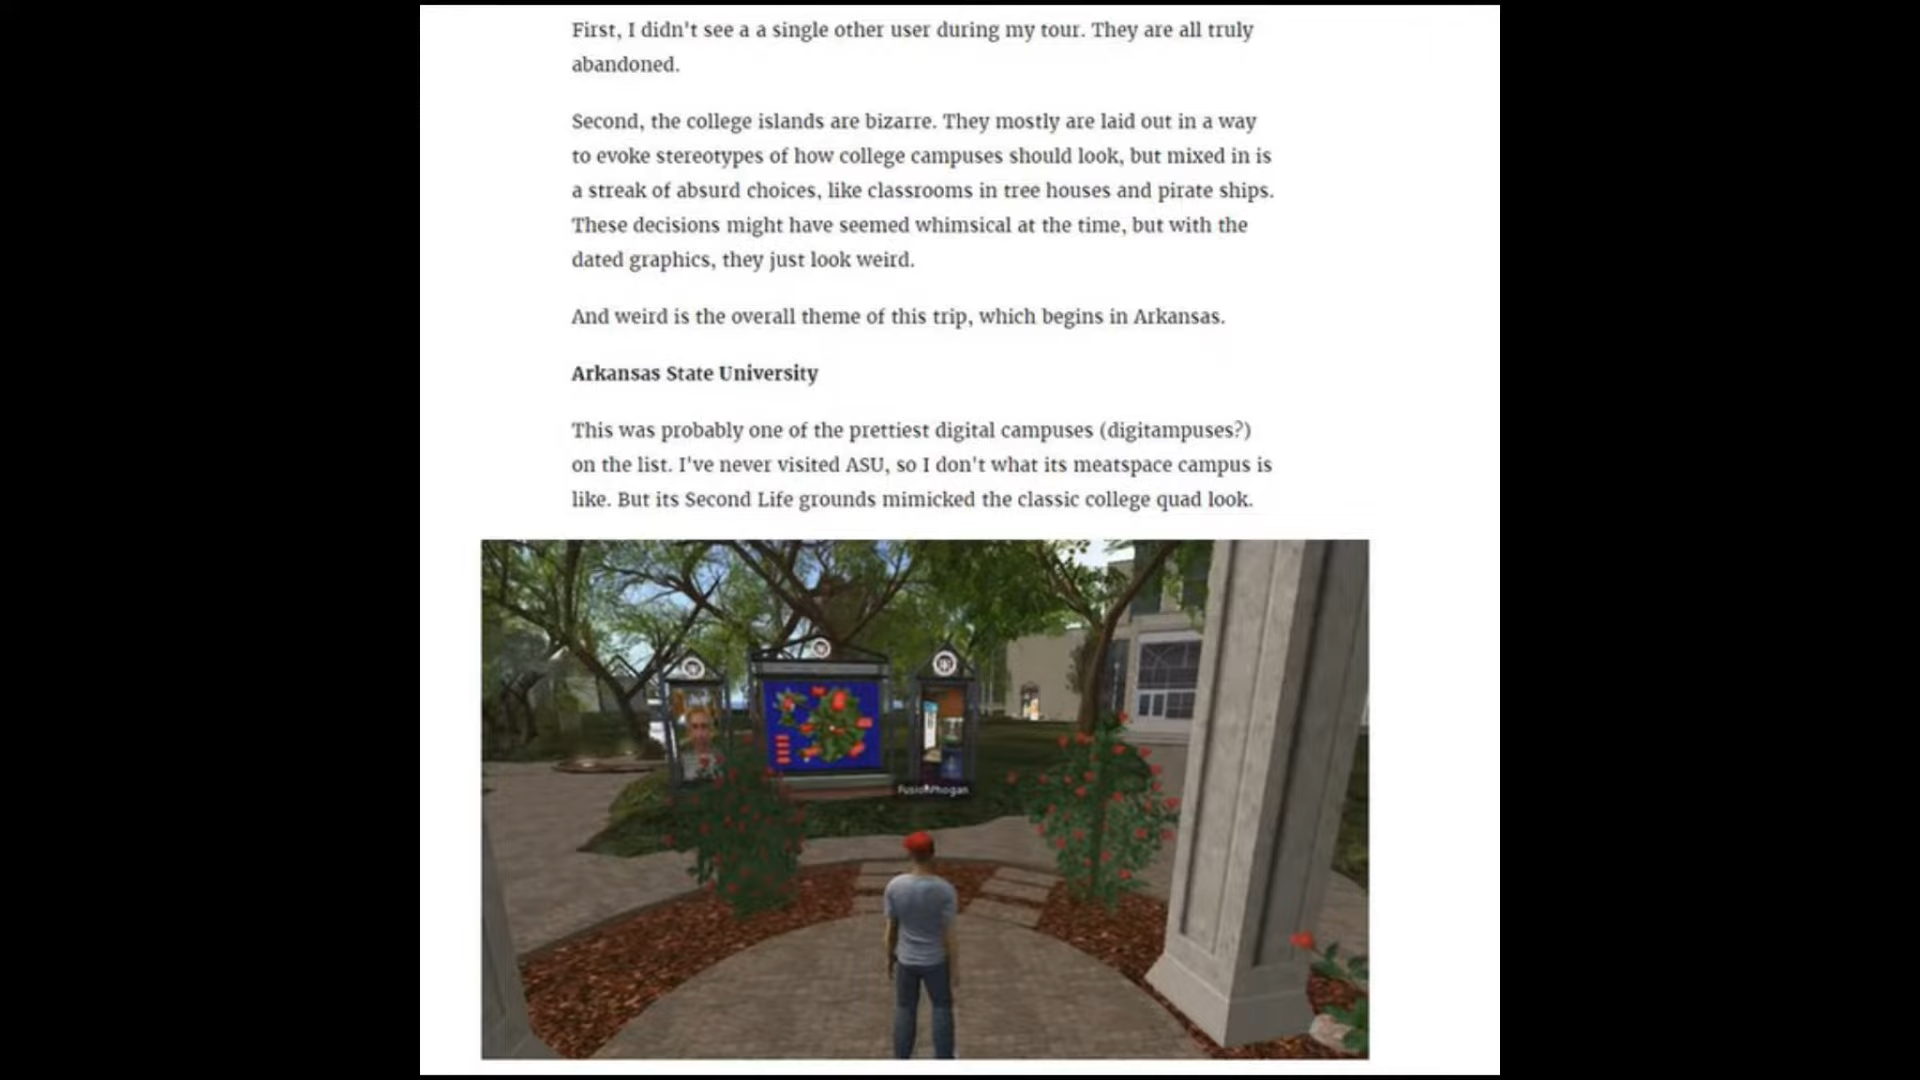 First, I didn't see a a single other user during my tour. They are all truly
abandoned.
Second, the college islands are bizarre. They mostly are laid out in a way
to evoke stereotypes of how college campuses should look, but mixed in is
a streak of absurd choices, like classrooms in tree houses and pirate ships.
These decisions might have seemed whimsical at the time, but with the
dated graphics, they just look weird.
And weird is the overall theme of this trip, which begins in Arkansas.
Arkansas State University
This was probably one of the prettiest digital campuses (digitampuses?)
on the list. I've never visited ASU, so I don't what its meatspace campus is
like. But its Second Life grounds mimicked the classic college quad look.